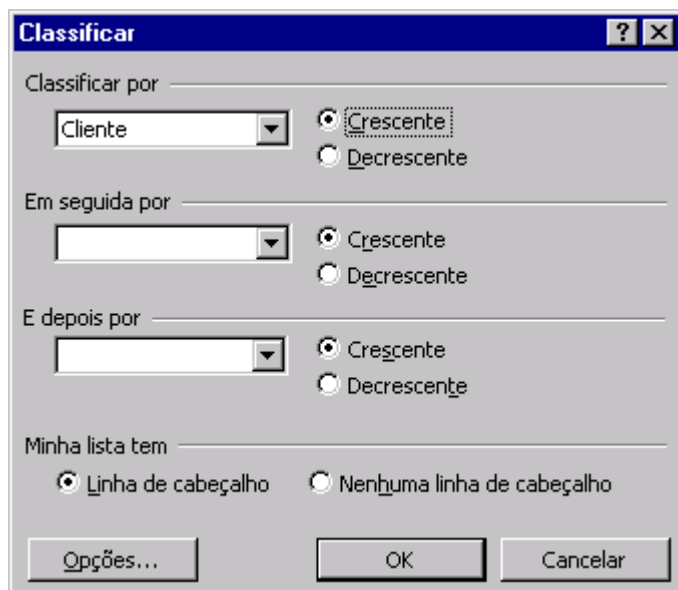 Classificar
Classificar por
Cliente
Crescente
Decrescente
Em seguida por
Crescente
Decrescente
E depois por
Crescente
Decrescente
Minha lista tem
Linha de cabeçalho Nenhuma linha de cabeçalho
Opções... OK Cancelar